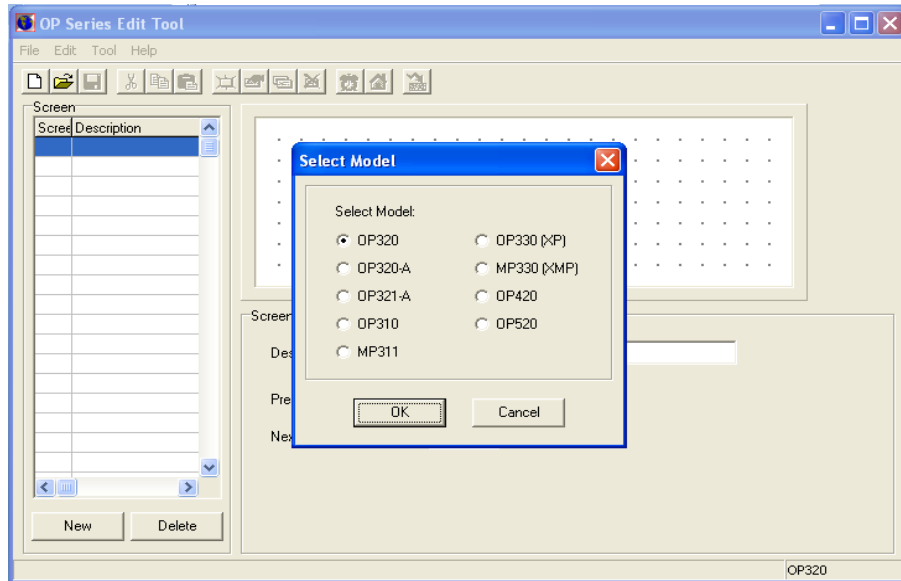 OP Series Edit Tool
File Edit Tool Help
Screen
Scree Description
Select Model
Select Model:
OP320 OP330 (XP)
OP320-A MP330 (XMP)
OP321-A OP420
OP310 OP520
MP311
OK Cancel
Screen
Des
Pre
Nex
New Delete
OP320